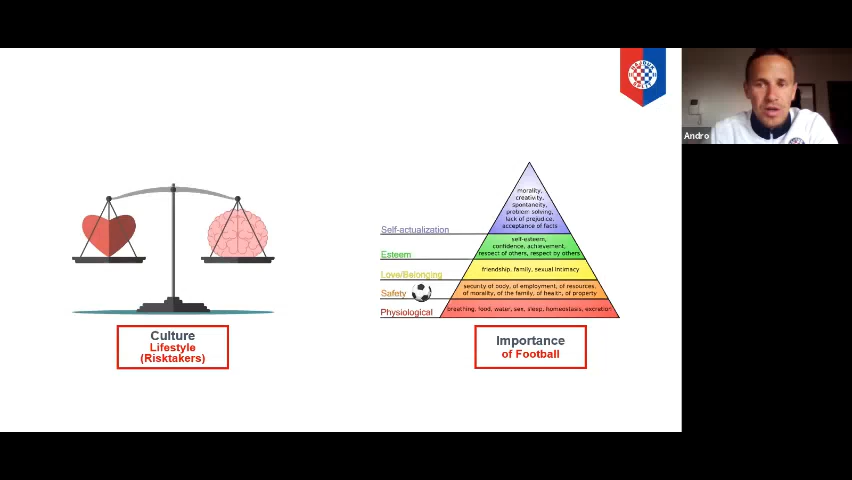 HAJDUK
SPLIT
Andro
morality,
creativity,
spontaneity,
problem solving,
lack of prejudice,
acceptance of facts
Self-actualization
self-esteem,
confidence, achievement,
respect of others, respect by others
Esteem
friendship, family, sexual intimacy
Love/Belonging
security of body, of employment, of resources,
of morality, of the family, of health, of property
Safety
breathing, food, water, sex, sleep, homeostasis, excretion
Physiological
Culture
Lifestyle
(Risktakers)
Importance
of Football